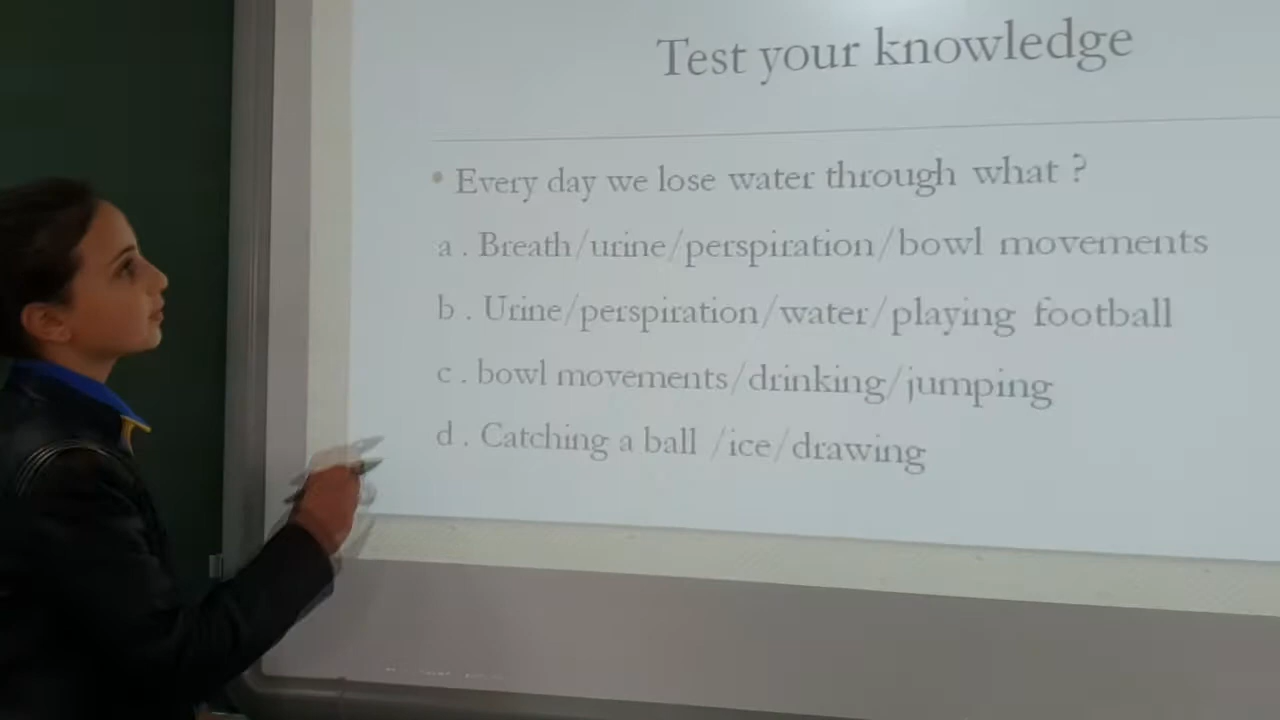 Test your knowledge
• Every day we lose water through what ?
a . Breath/urine/perspiration/bowl movements
b . Urine/perspiration/water/playing football
c . bowl movements/drinking/jumping
d . Catching a ball /ice/drawing